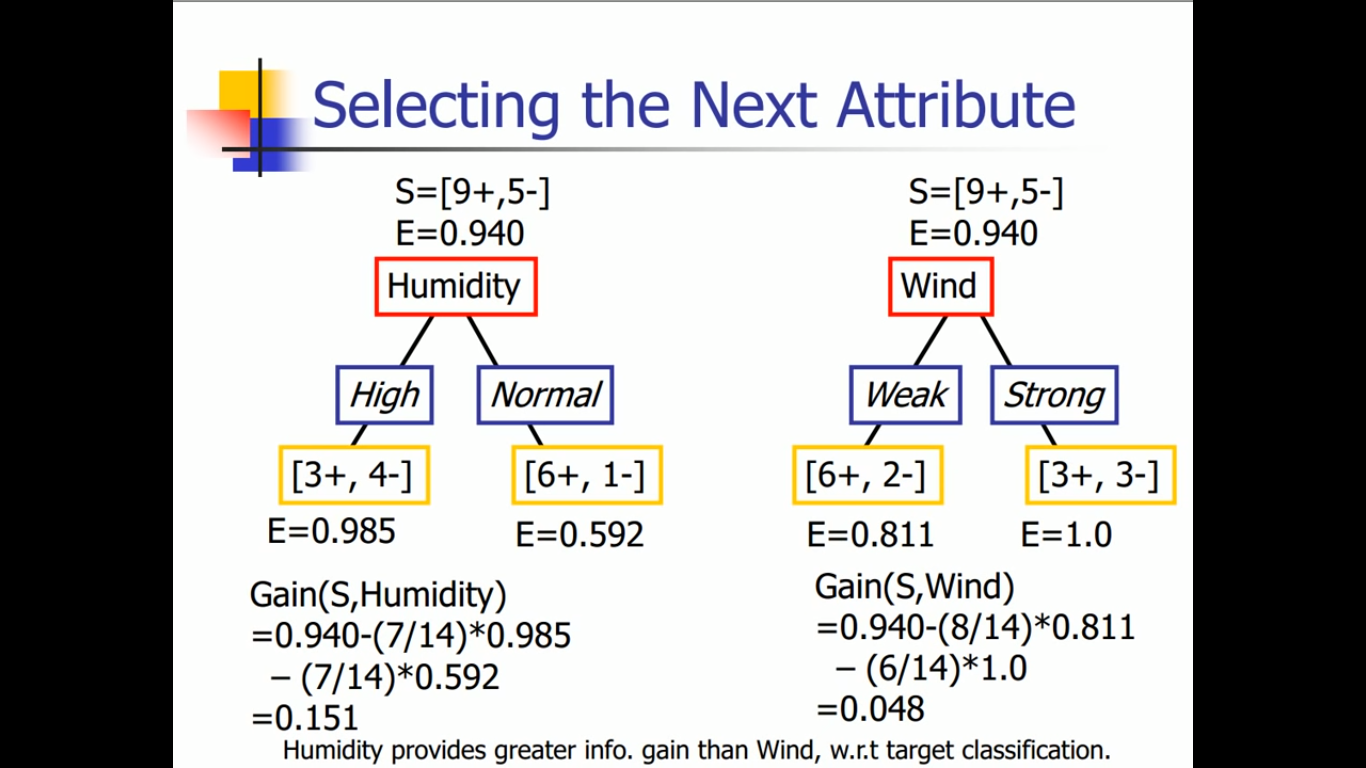 Selecting the Next Attribute
S=[9+,5-]
E=0.940
Humidity
High
Normal
[3+, 4-]
[6+, 1-]
E=0.985
E=0.592
Gain(S,Humidity)
=0.940-(7/14)*0.985
– (7/14)*0.592
=0.151
S=[9+,5-]
E=0.940
Wind
Weak
Strong
[6+, 2-]
[3+, 3-]
E=0.811
E=1.0
Gain(S,Wind)
=0.940-(8/14)*0.811
– (6/14)*1.0
=0.048
Humidity provides greater info. gain than Wind, w.r.t target classification.